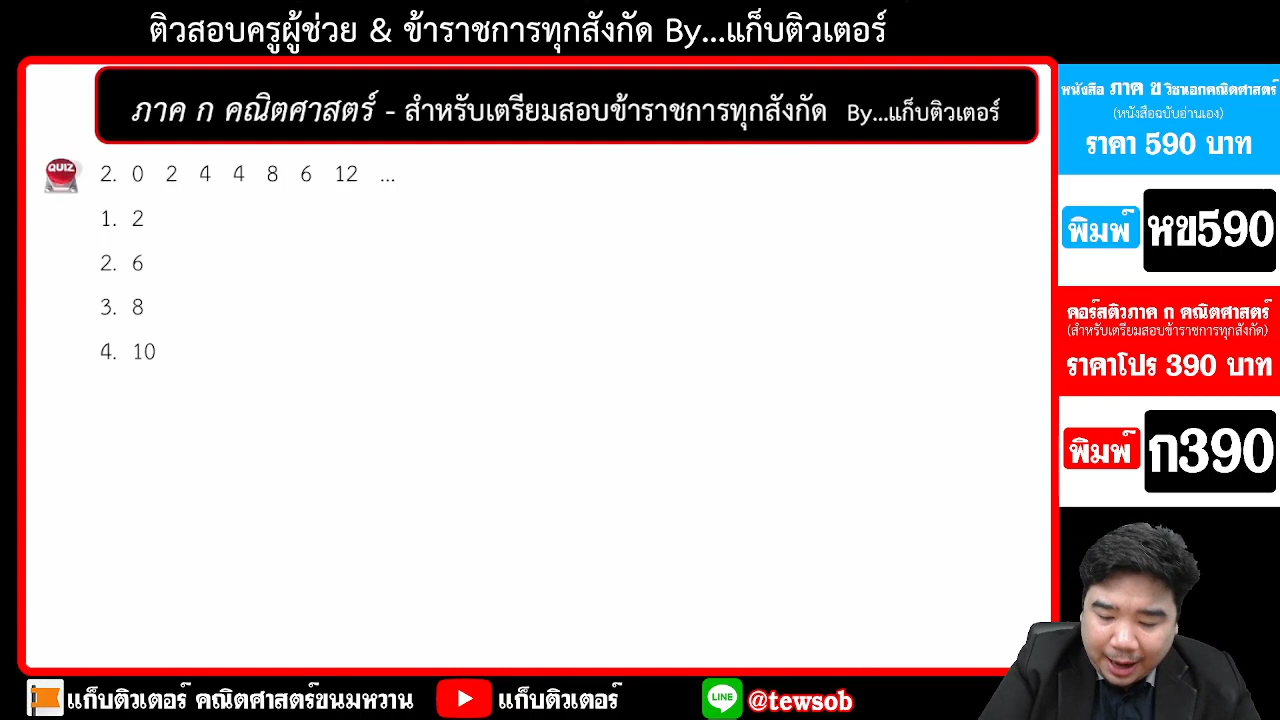 ติวสอบครูผู้ช่วย & ข้าราชการทุกสังกัด By...แก็บติวเตอร์
ภาค ก คณิตศาสตร์ - สำหรับเตรียมสอบข้าราชการทุกสังกัด By...แก็บติวเตอร์
QUIZ
2. 0 2 4 4 8 6 12 ...
1. 2
2. 6
3. 8
4. 10
หนังสือ ภาค ข วิชาเอกคณิตศาสตร์
(หนังสือฉบับอ่านเอง)
ราคา 590 บาท
พิมพ์ หข590
คอร์สติวภาค ก คณิตศาสตร์
(สำหรับเตรียมสอบข้าราชการทุกสังกัด)
ราคาโปร 390 บาท
พิมพ์ ก390
แก็บติวเตอร์ คณิตศาสตร์ขนมหวาน แก็บติวเตอร์ LINE @tewsob